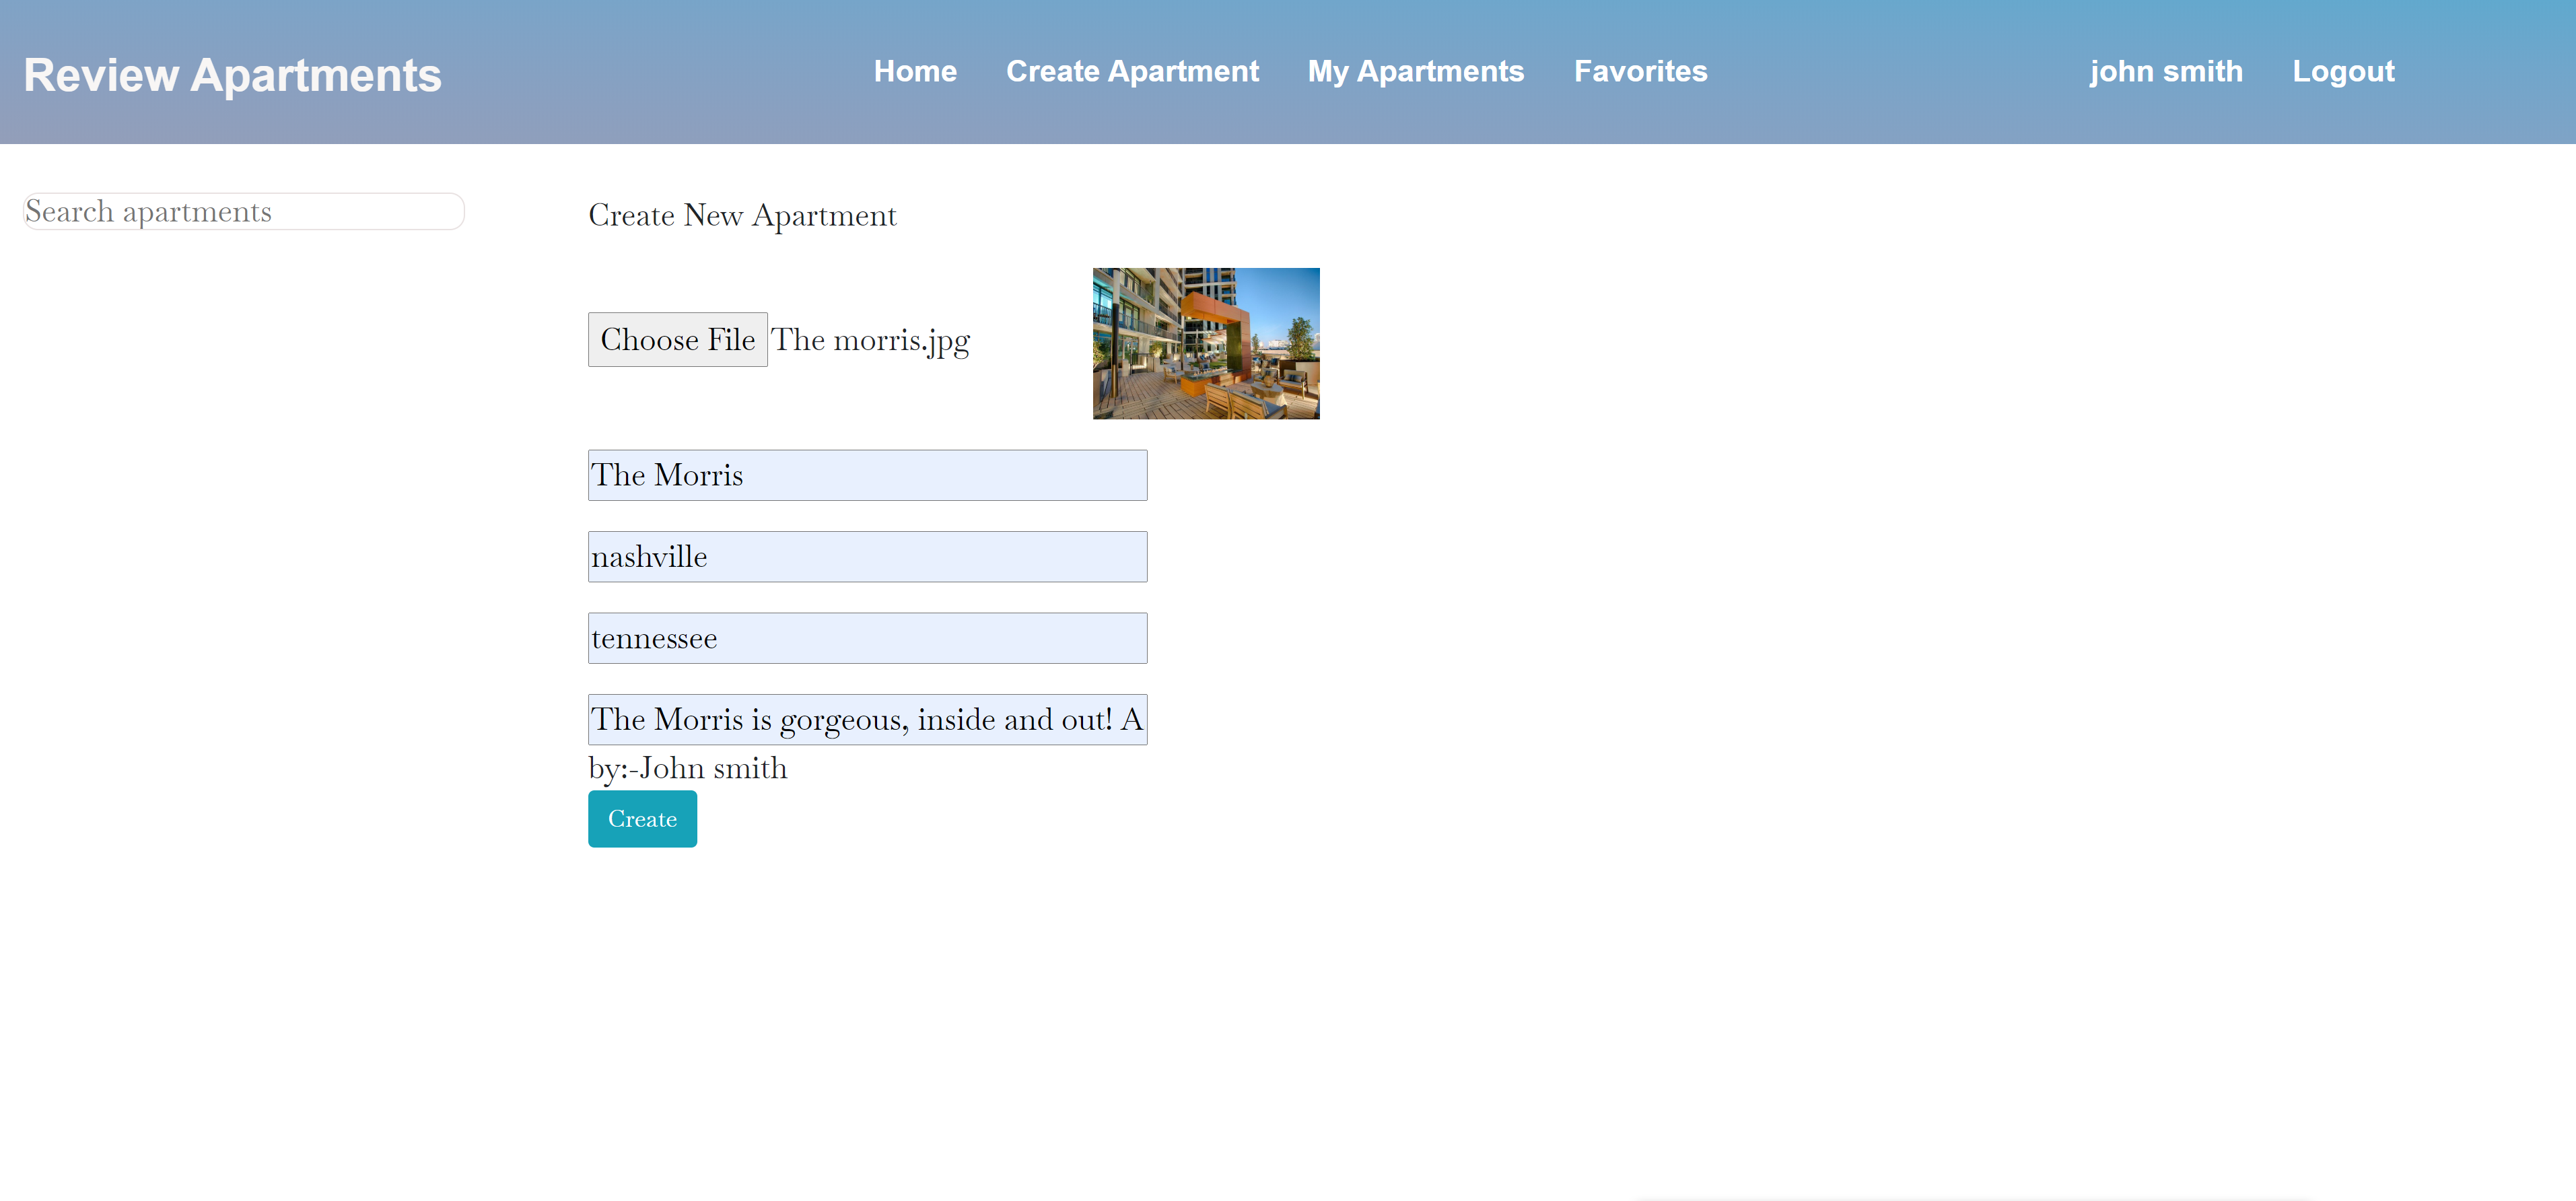 Review Apartments
Home Create Apartment My Apartments Favorites
john smith Logout
Search apartments
Create New Apartment
Choose File The morris.jpg
The Morris
nashville
tennessee
The Morris is gorgeous, inside and out! A
by:-John smith
Create